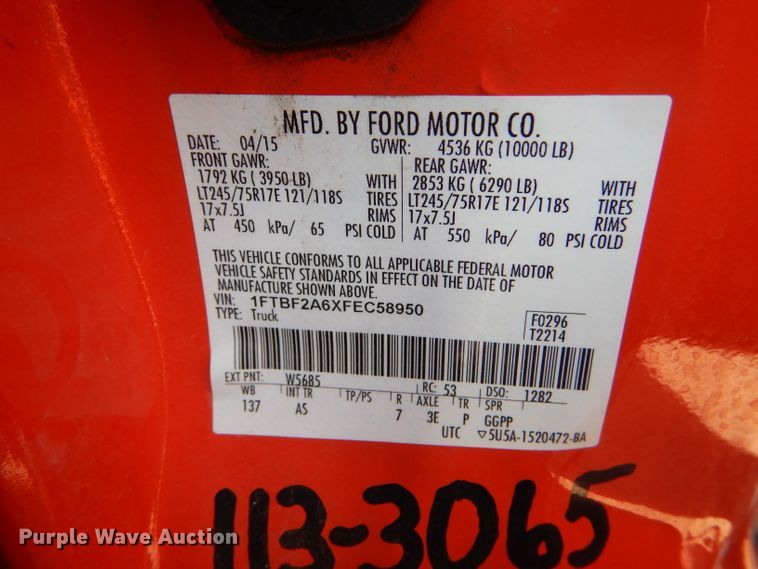 MFD. BY FORD MOTOR CO.
DATE: 04/15 GVWR: 4536 KG (10000 LB)
FRONT GAWR: REAR GAWR:
1792 KG ( 3950 LB) WITH 2853 KG ( 6290 LB) WITH
LT245/75R17E 121/118S TIRES LT245/75R17E 121/118S TIRES
17x7.5J RIMS 17x7.5J RIMS
AT 450 kPa/ 65 PSI COLD AT 550 kPa/ 80 PSI COLD
THIS VEHICLE CONFORMS TO ALL APPLICABLE FEDERAL MOTOR
VEHICLE SAFETY STANDARDS IN EFFECT ON THE DATE OF
MANUFACTURE SHOWN ABOVE.
VIN: 1FTBF2A6XFEC58950
TYPE: Truck
F0296
T2214
EXT PNT: W5685 RC: 53 DSO: 1282
WB INT TR TP/PS R AXLE TR SPR
137 AS 7 3E P GGPP
UTC ▽5U5A-1520472-BA
113-3065
Purple Wave Auction